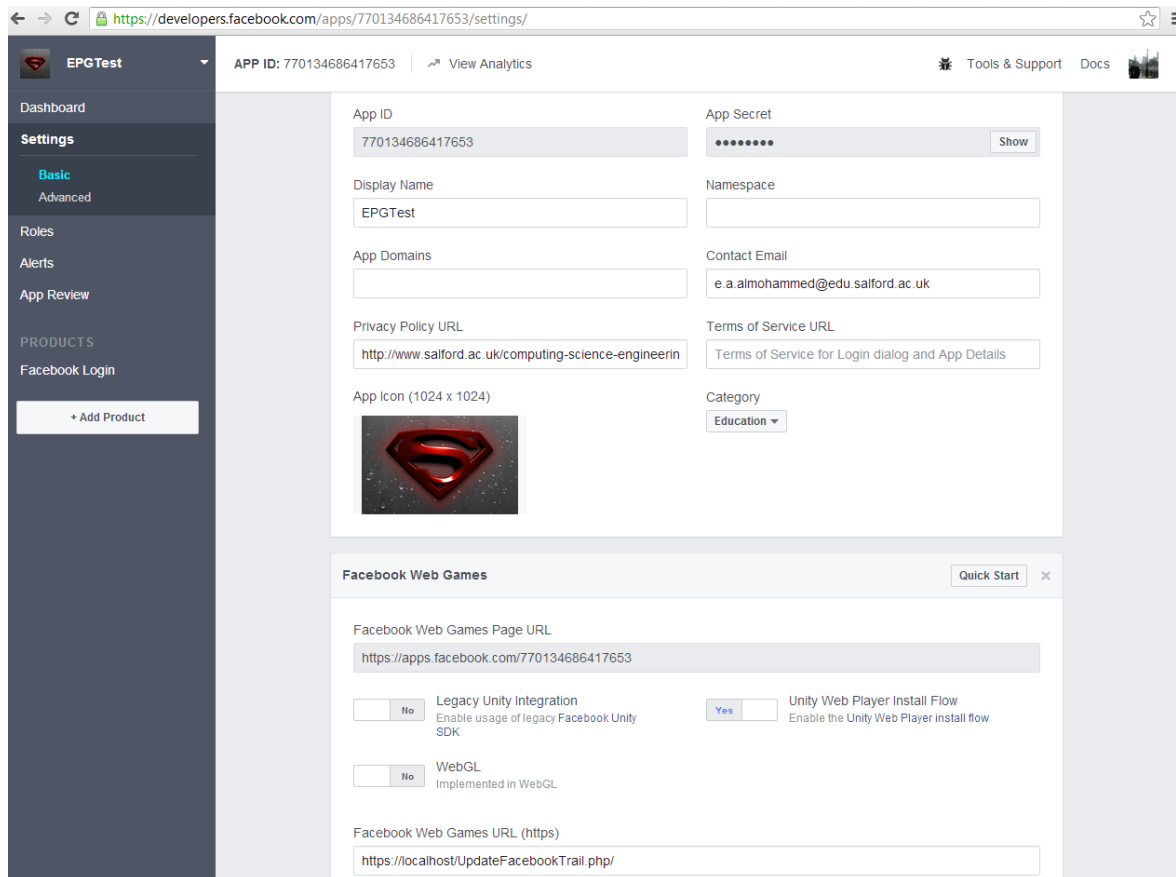 https://developers.facebook.com/apps/770134686417653/settings/
EPGTest
APP ID: 770134686417653
View Analytics
Tools & Support
Docs
Dashboard
Settings
Basic
Advanced
Roles
Alerts
App Review
PRODUCTS
Facebook Login
+ Add Product
App ID
App Secret
770134686417653
••••••••
Show
Display Name
Namespace
EPGTest
App Domains
Contact Email
e.a.almohammed@edu.salford.ac.uk
Privacy Policy URL
Terms of Service URL
http://www.salford.ac.uk/computing-science-engineerin
Terms of Service for Login dialog and App Details
App Icon (1024 x 1024)
Category
Education
Facebook Web Games
Quick Start
Facebook Web Games Page URL
https://apps.facebook.com/770134686417653
No
Legacy Unity Integration
Enable usage of legacy Facebook Unity
SDK
Yes
Unity Web Player Install Flow
Enable the Unity Web Player install flow
No
WebGL
Implemented in WebGL
Facebook Web Games URL (https)
https://localhost/UpdateFacebookTrail.php/